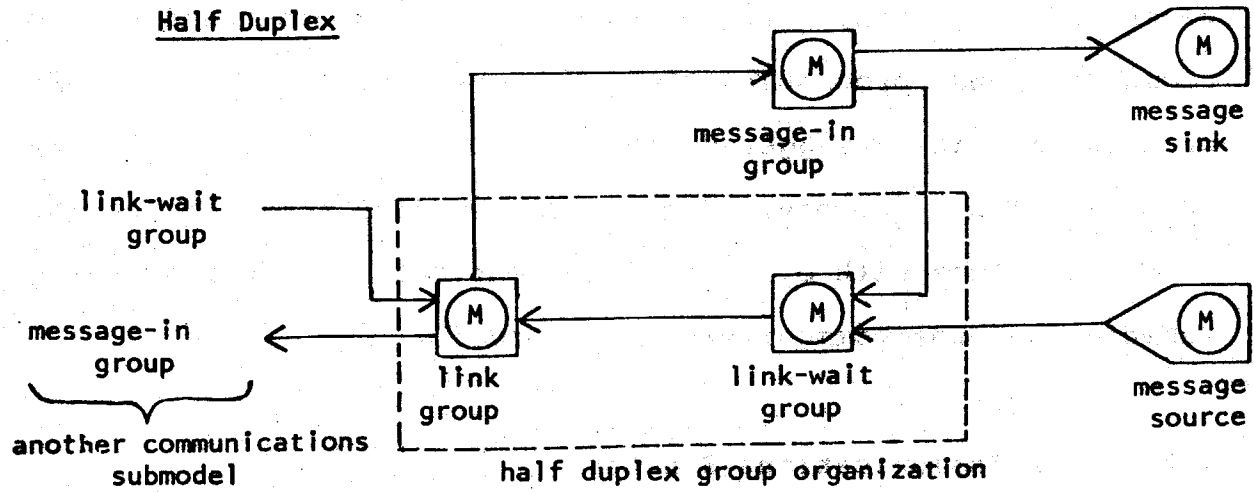 Half Duplex
M
M
message-in
group
message
sink
link-wait
group
M
M
M
message-in
group
link
group
link-wait
group
message
source
another communications
submodel
half duplex group organization